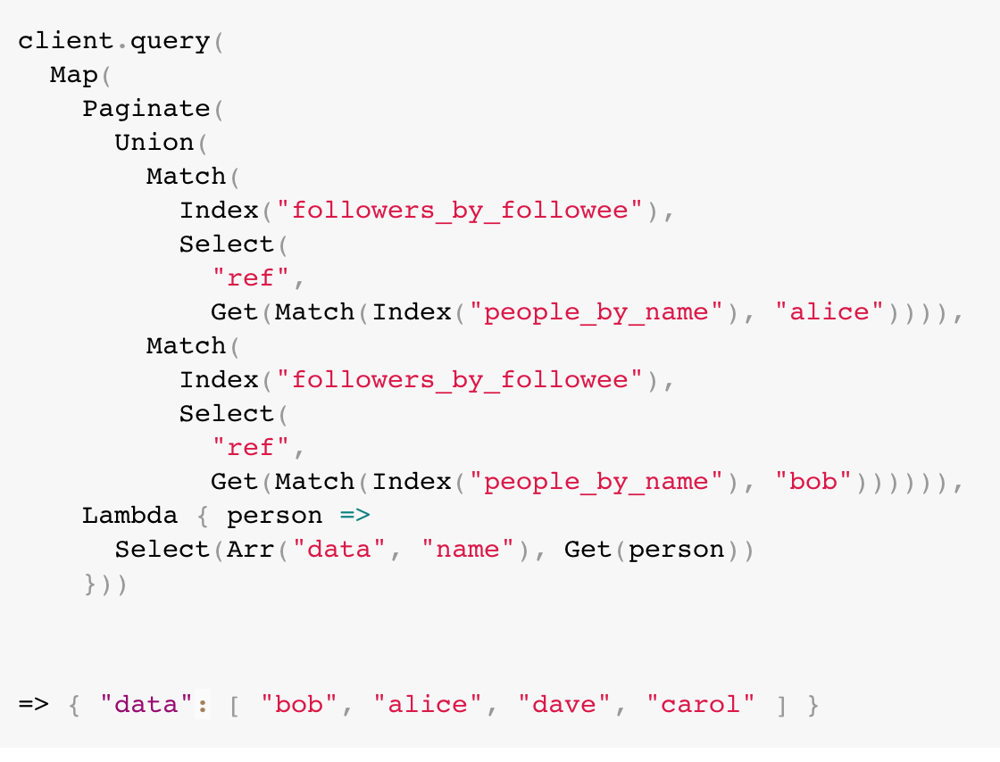 client.query(
  Map(
    Paginate(
      Union(
        Match(
          Index("followers_by_followee"),
          Select(
            "ref",
            Get(Match(Index("people_by_name"), "alice")))),
        Match(
          Index("followers_by_followee"),
          Select(
            "ref",
            Get(Match(Index("people_by_name"), "bob")))))),
    Lambda { person =>
      Select(Arr("data", "name"), Get(person))
    }))
=> { "data": [ "bob", "alice", "dave", "carol" ] }